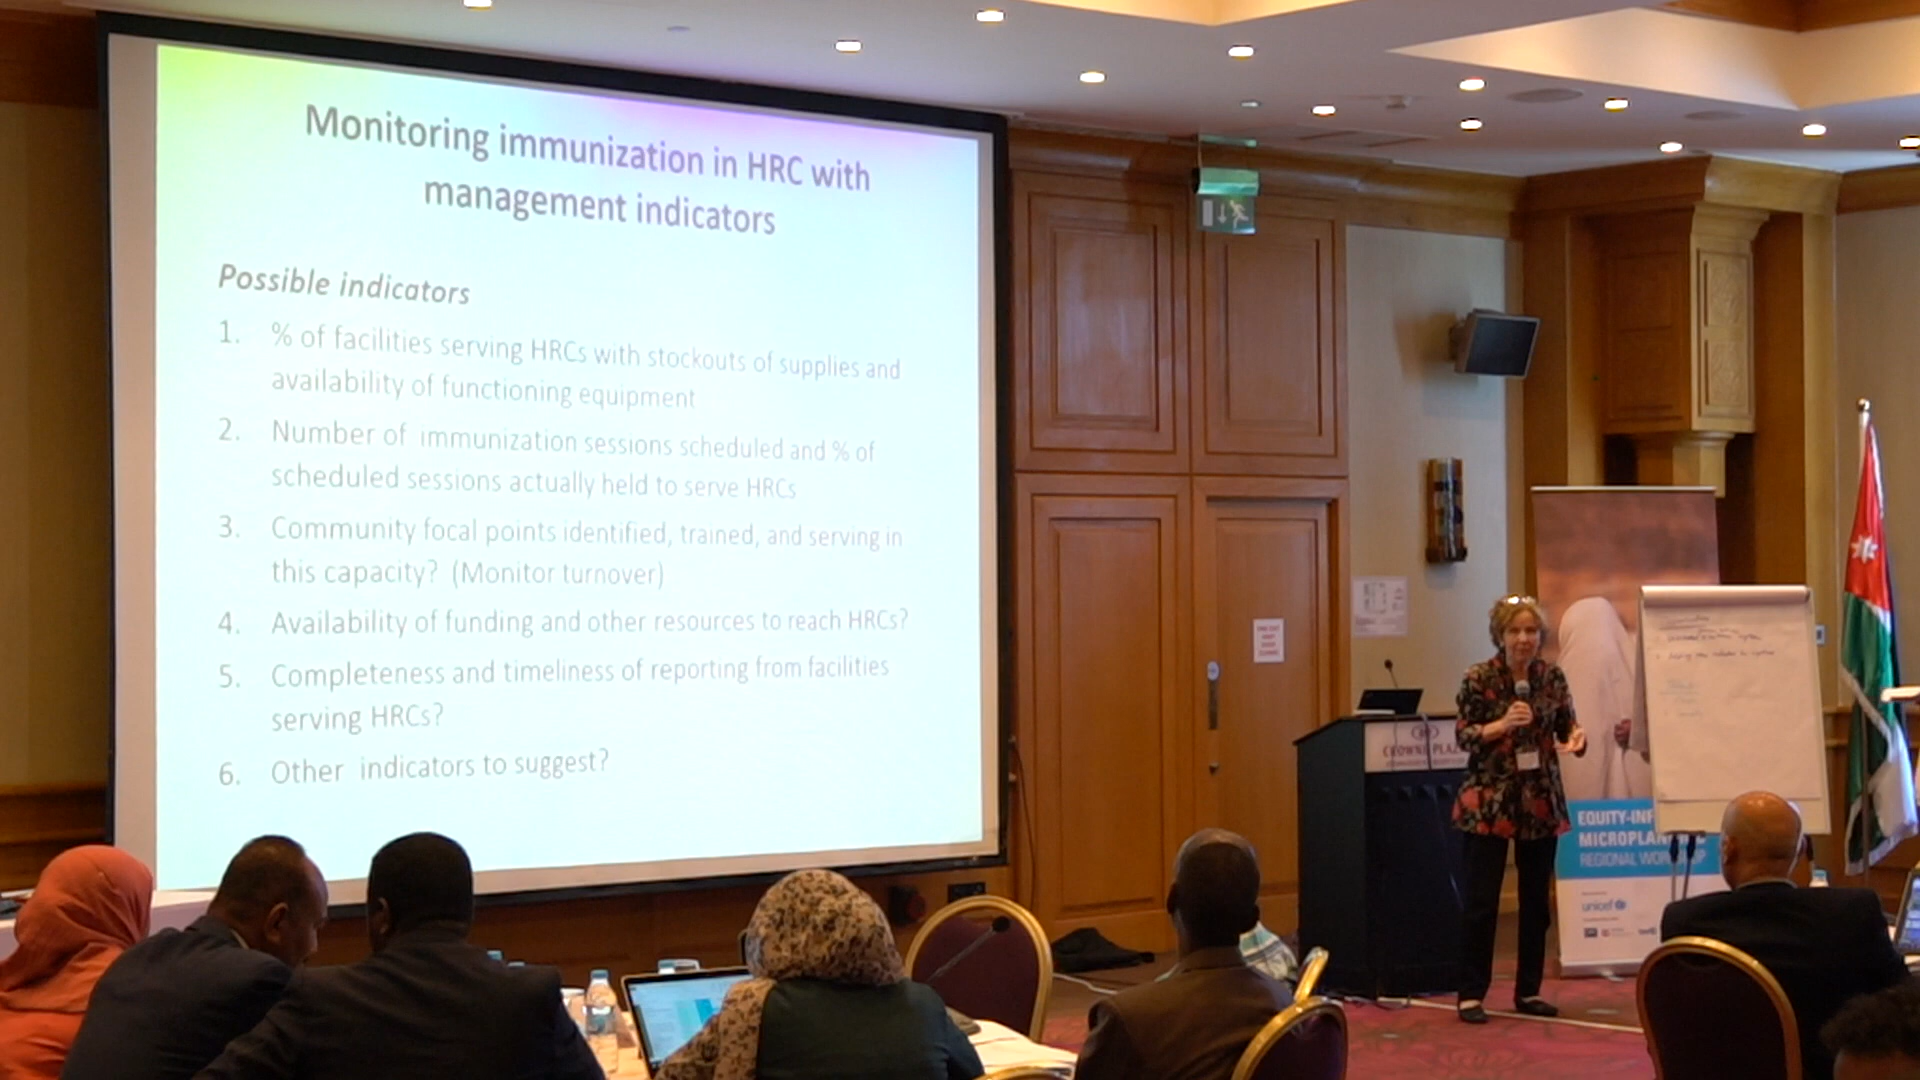 Monitoring immunization in HRC with
management indicators
Possible indicators
1. % of facilities serving HRCs with stockouts of supplies and
availability of functioning equipment
2. Number of immunization sessions scheduled and % of
scheduled sessions actually held to serve HRCs
3. Community focal points identified, trained, and serving in
this capacity? (Monitor turnover)
4. Availability of funding and other resources to reach HRCs?
5. Completeness and timeliness of reporting from facilities
serving HRCs?
6. Other indicators to suggest?
CROWNE PLAZ
EQUITY-INF
MICROPLAN
REGIONAL WOR P
unicef